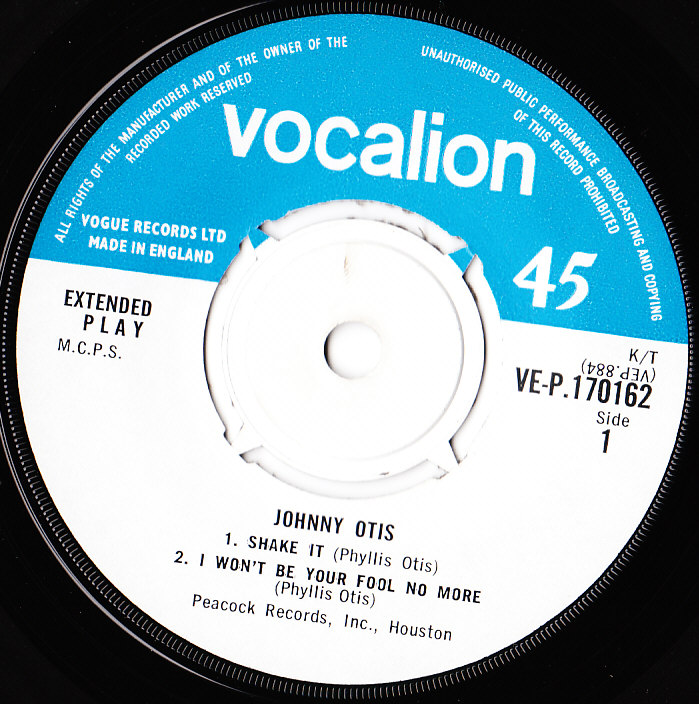 ALL RIGHTS OF THE MANUFACTURER AND OF THE OWNER OF THE
RECORDED WORK RESERVED
UNAUTHORISED PUBLIC PERFORMANCE BROADCASTING AND COPYING
OF THIS RECORD PROHIBITED
vocalion
VOGUE RECORDS LTD
MADE IN ENGLAND
45
EXTENDED
PLAY
M.C.P.S.
K/T
(VEP.884)
VE-P.170162
Side
1
JOHNNY OTIS
1. SHAKE IT (Phyllis Otis)
2. I WON'T BE YOUR FOOL NO MORE
(Phyllis Otis)
Peacock Records, Inc., Houston